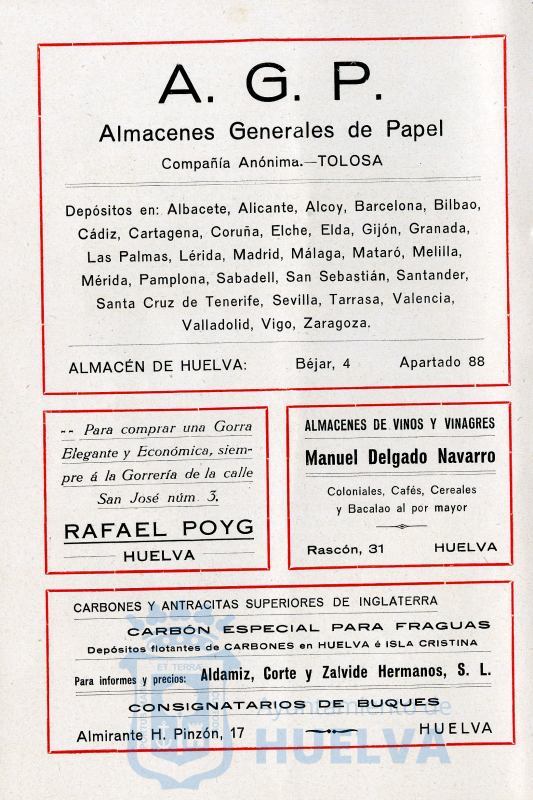 A. G. P.
Almacenes Generales de Papel
Compañía Anónima.—TOLOSA
Depósitos en: Albacete, Alicante, Alcoy, Barcelona, Bilbao,
Cádiz, Cartagena, Coruña, Elche, Elda, Gijón, Granada,
Las Palmas, Lérida, Madrid, Málaga, Mataró, Melilla,
Mérida, Pamplona, Sabadell, San Sebastián, Santander,
Santa Cruz de Tenerife, Sevilla, Tarrasa, Valencia,
Valladolid, Vigo, Zaragoza.
ALMACÉN DE HUELVA: Béjar, 4 Apartado 88
-- Para comprar una Gorra
Elegante y Económica, siem-
pre á la Gorrería de la calle
San José núm. 3.
RAFAEL POYG
HUELVA
ALMACENES DE VINOS Y VINAGRES
Manuel Delgado Navarro
Coloniales, Cafés, Cereales
y Bacalao al por mayor
Rascón, 31 HUELVA
CARBONES Y ANTRACITAS SUPERIORES DE INGLATERRA
CARBÓN ESPECIAL PARA FRAGUAS
Depósitos flotantes de CARBONES en HUELVA é ISLA CRISTINA
Para informes y precios: Aldamiz, Corte y Zalvide Hermanos, S. L.
CONSIGNATARIOS DE BUQUES
Almirante H. Pinzón, 17 HUELVA
ET TERRÆ
Ayuntamiento de
HUELVA